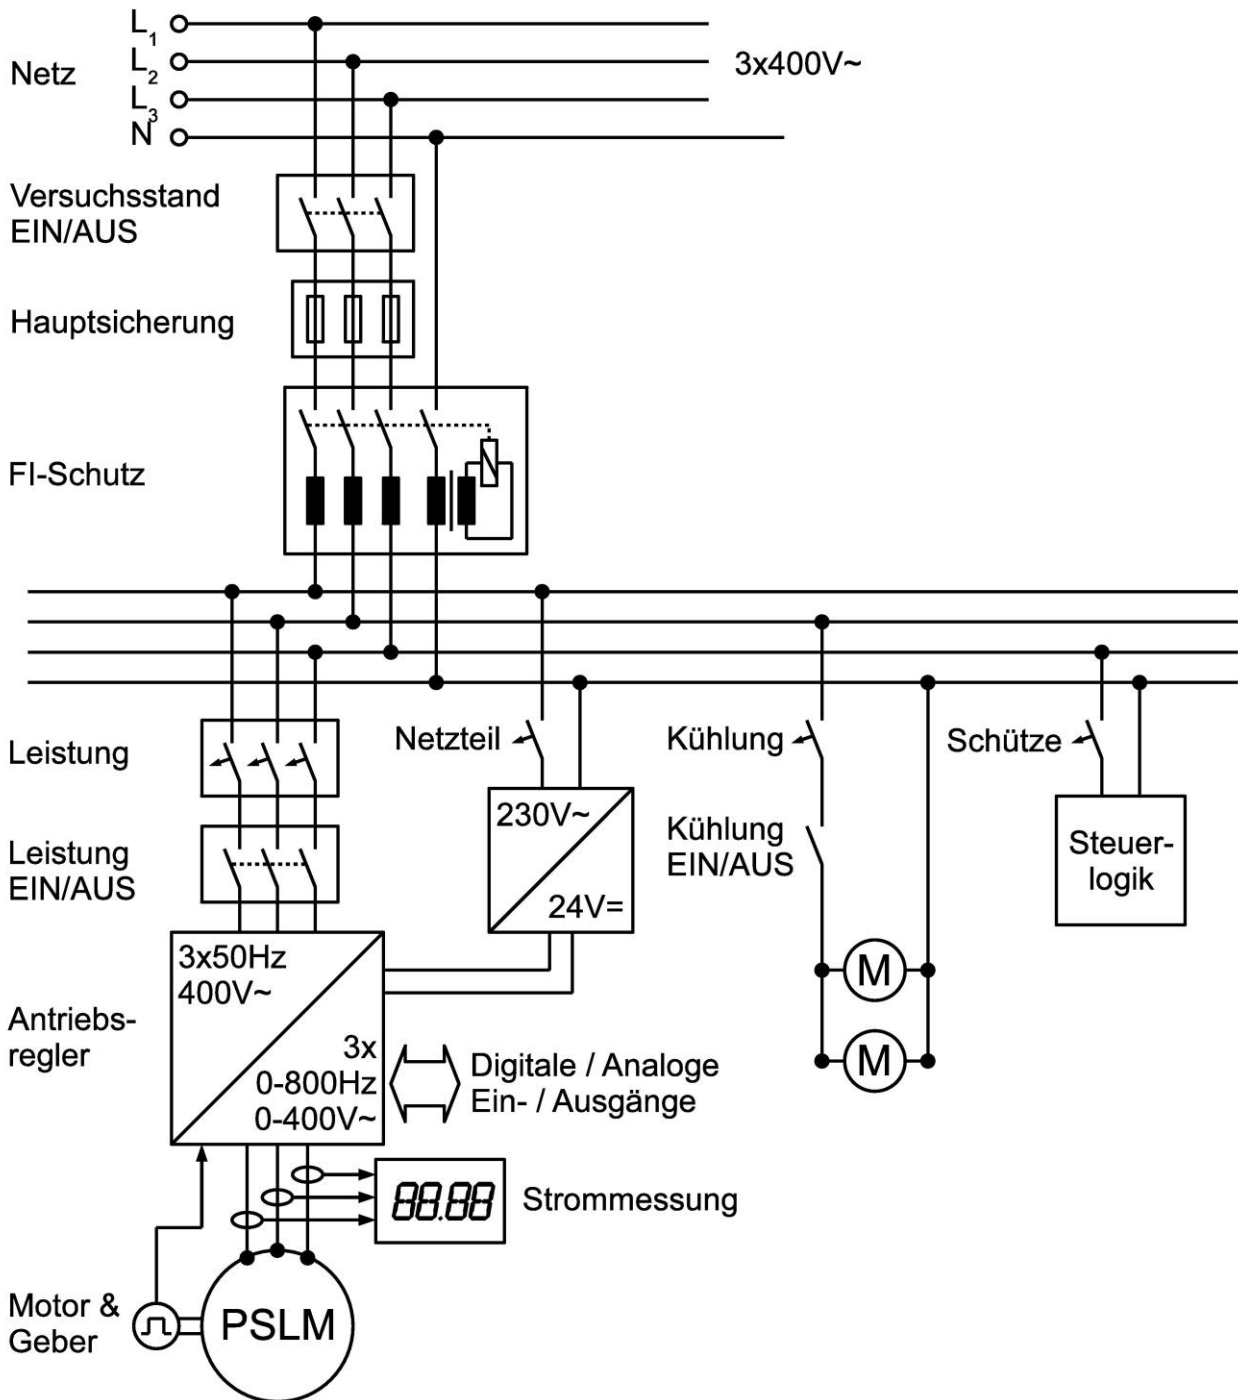 L1
L2
L3
N
Netz
3x400V~
Versuchsstand
EIN/AUS
Hauptsicherung
FI-Schutz
Leistung
Netzteil
Kühlung
Schütze
Leistung
EIN/AUS
230V~
24V=
Kühlung
EIN/AUS
Steuer-
logik
3x50Hz
400V~
M
M
Antriebs-
regler
3x
0-800Hz
0-400V~
Digitale / Analoge
Ein- / Ausgänge
88.88
Strommessung
Motor &
Geber
PSLM